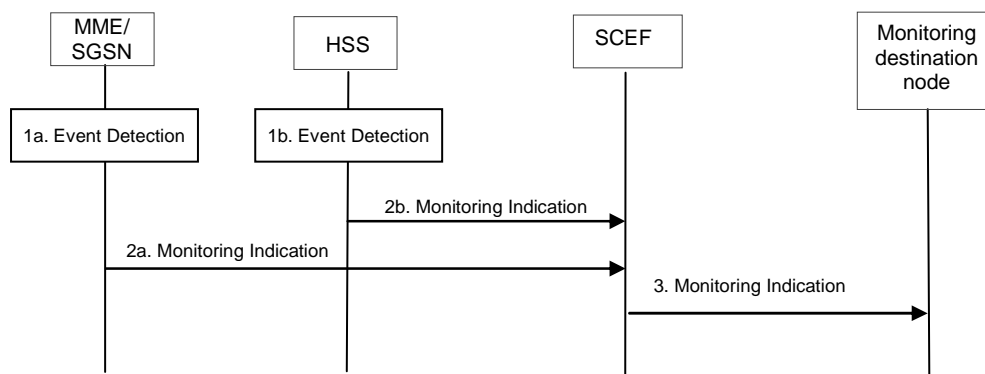 MME/
SGSN
HSS
SCEF
Monitoring
destination
node
1a. Event Detection
1b. Event Detection
2b. Monitoring Indication
2a. Monitoring Indication
3. Monitoring Indication